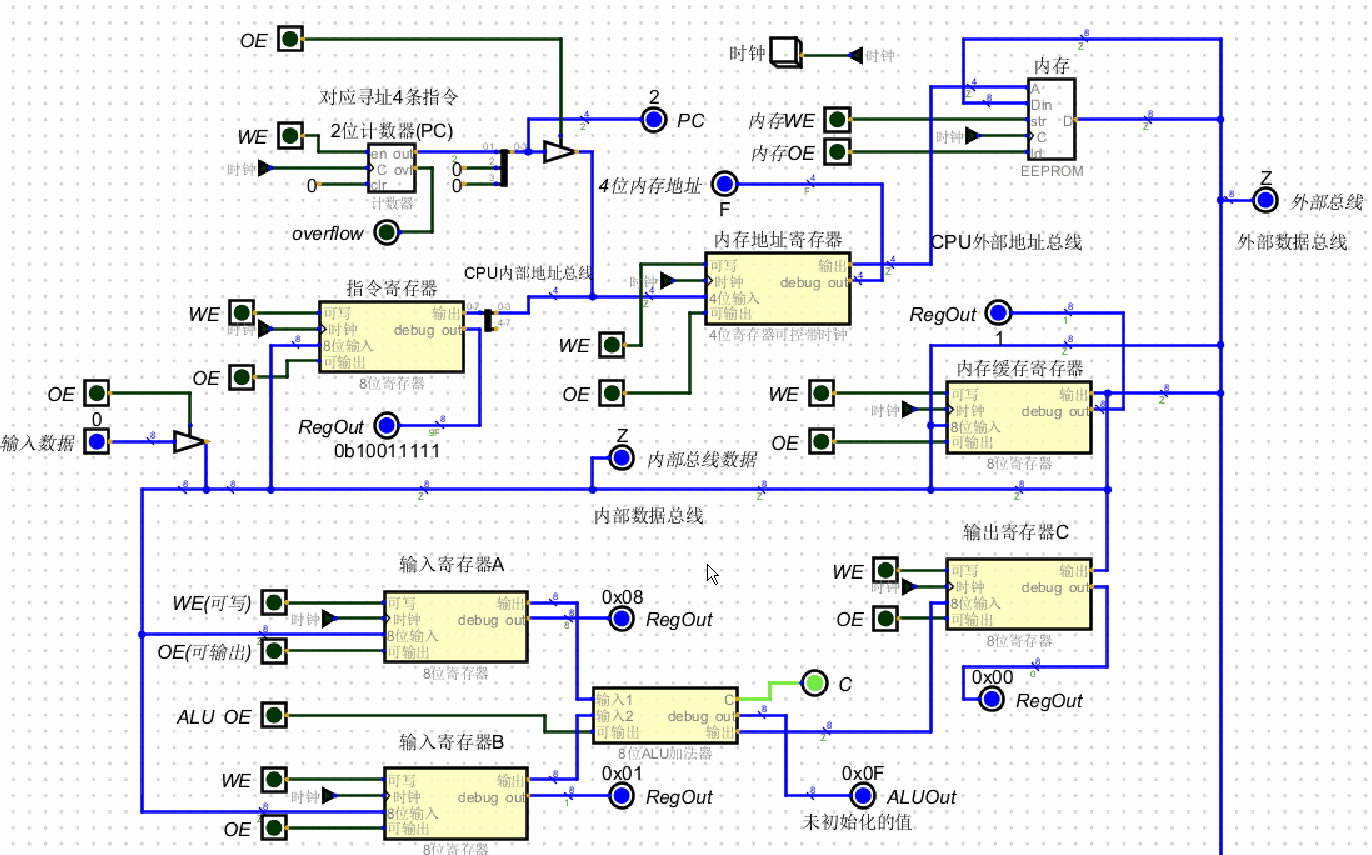 OE
时钟
时钟
内存
对应寻址4条指令
2
PC
A
Din
str
C
ld
D
EEPROM
内存WE
内存OE
时钟
WE
2位计数器(PC)
时钟
0
en out
C ovf
clr
计数器
0
0
overflow
4位内存地址
F
Z
外部总线
外部数据总线
CPU外部地址总线
内存地址寄存器
时钟
可写
时钟
4位输入
可输出
输出
debug out
4位寄存器可控带时钟
WE
OE
CPU内部地址总线
指令寄存器
WE
时钟
OE
可写
时钟
8位输入
可输出
输出
debug out
0-7
0-3
4-7
8位寄存器
RegOut
0b10011111
9F
OE
0
输入数据
RegOut
1
内存缓存寄存器
WE
时钟
OE
可写
时钟
8位输入
可输出
输出
debug out
8位寄存器
Z
内部总线数据
内部数据总线
输出寄存器C
WE
时钟
OE
可写
时钟
8位输入
可输出
输出
debug out
8位寄存器
0x00
RegOut
输入寄存器A
WE(可写)
时钟
OE(可输出)
可写
时钟
8位输入
可输出
输出
debug out
8位寄存器
0x08
RegOut
C
ALU OE
输入1
输入2
可输出
C
debug out
输出
8位ALU加法器
输入寄存器B
WE
时钟
OE
可写
时钟
8位输入
可输出
输出
debug out
8位寄存器
0x01
RegOut
0x0F
ALUOut
未初始化的值